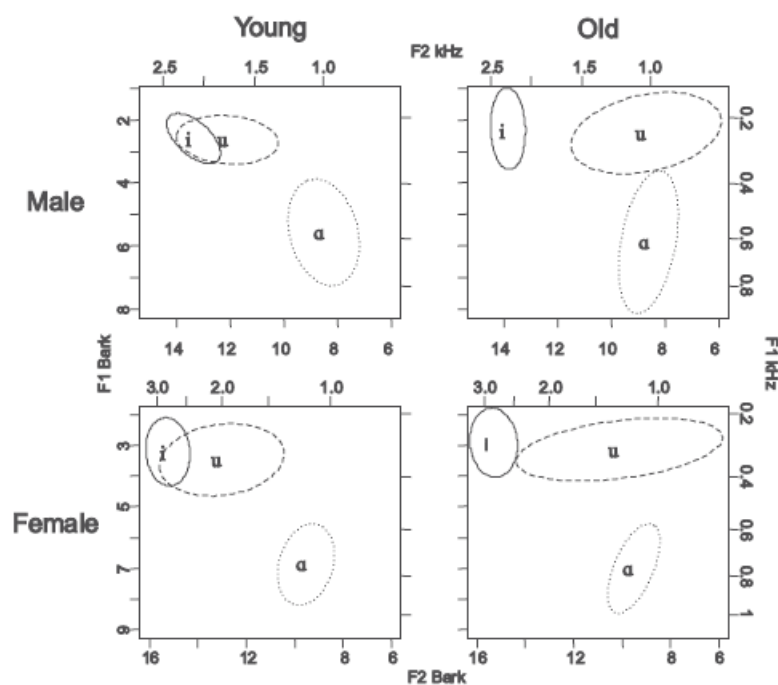 Young Old
F2 kHz
2.5 1.5 1.0 2.5 1.5 1.0
Male
2 4 6 8
i u a
i u a
0.2 0.4 0.6 0.8
14 12 10 8 6 14 12 10 8 6
F1 Bark F1 kHz
3.0 2.0 1.0 3.0 2.0 1.0
Female
3 5 7 9
i u a
l u a
0.2 0.4 0.6 0.8 1
16 12 10 8 6 16 12 10 8 6
F2 Bark